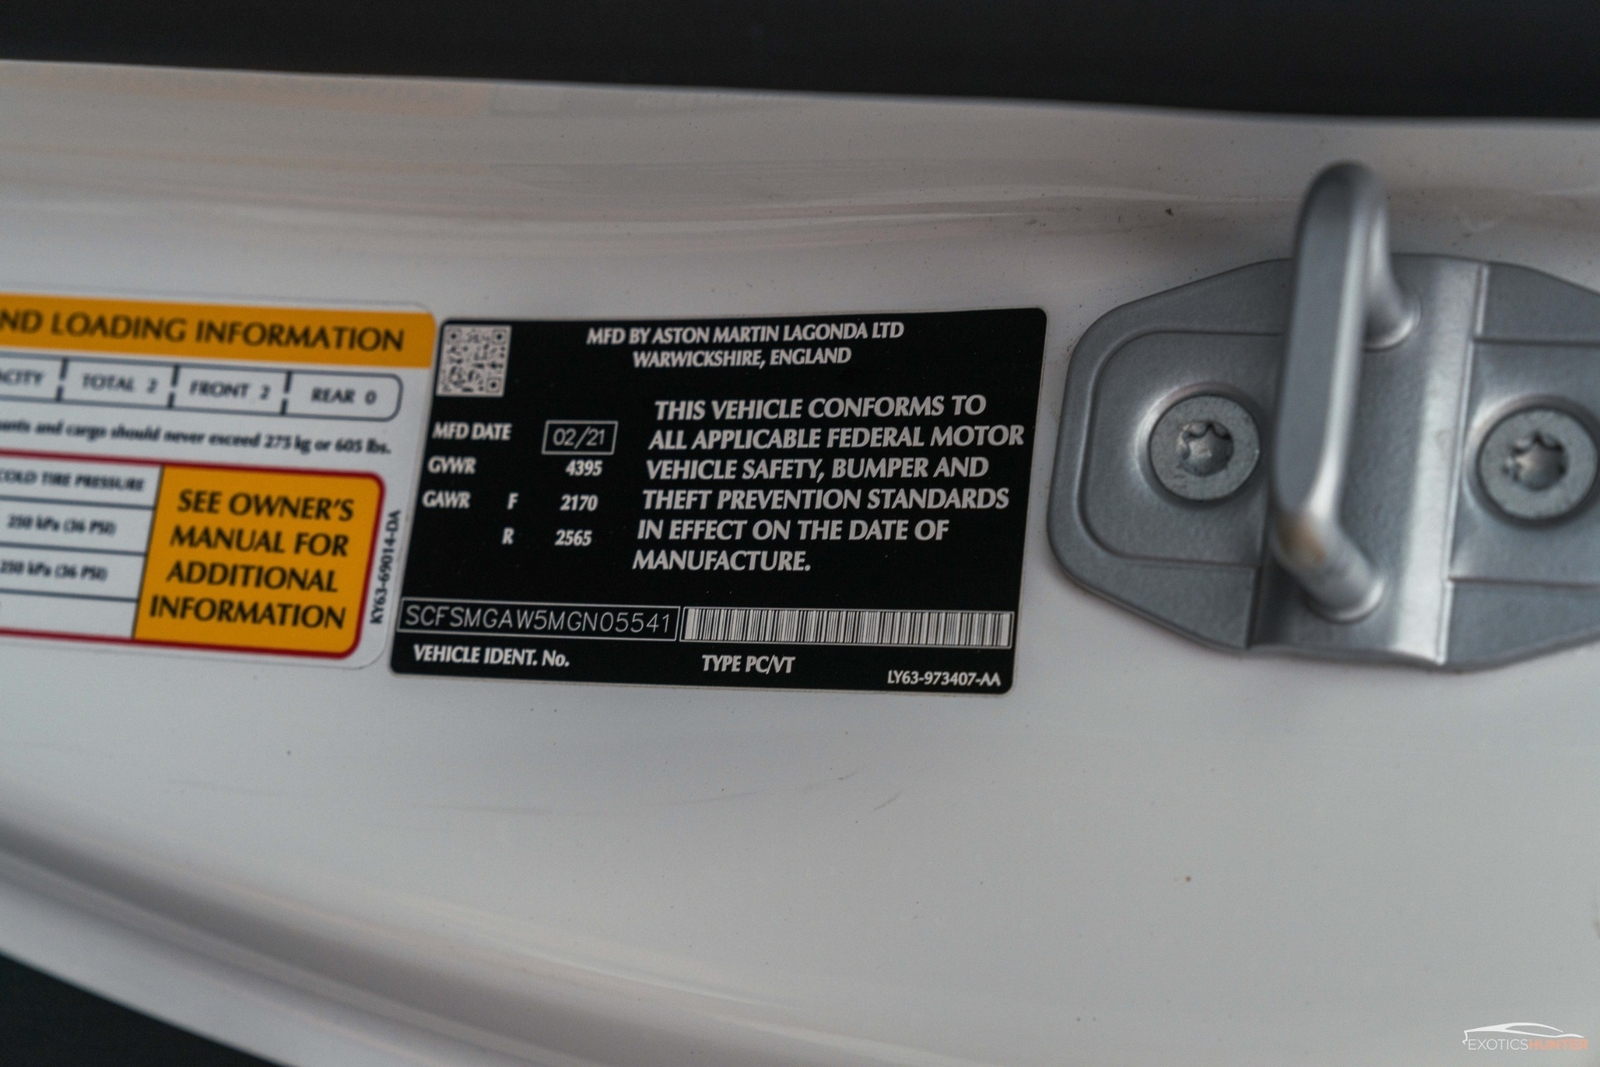 ND LOADING INFORMATION
ACITY TOTAL 2 FRONT 2 REAR 0
and cargo should never exceed 275 kg or 605 lbs.
COLD TIRE PRESSURE
250 kPa (36 PSI)
250 kPa (36 PSI)
SEE OWNER'S
MANUAL FOR
ADDITIONAL
INFORMATION
KY63-69014-DA
MFD BY ASTON MARTIN LAGONDA LTD
WARWICKSHIRE, ENGLAND
MFD DATE 02/21
GVWR 4395
GAWR F 2170
R 2565
THIS VEHICLE CONFORMS TO
ALL APPLICABLE FEDERAL MOTOR
VEHICLE SAFETY, BUMPER AND
THEFT PREVENTION STANDARDS
IN EFFECT ON THE DATE OF
MANUFACTURE.
SCFSMGAW5MGN05541
VEHICLE IDENT. No. TYPE PC/VT LY63-973407-AA
EXOTICSHUNTER